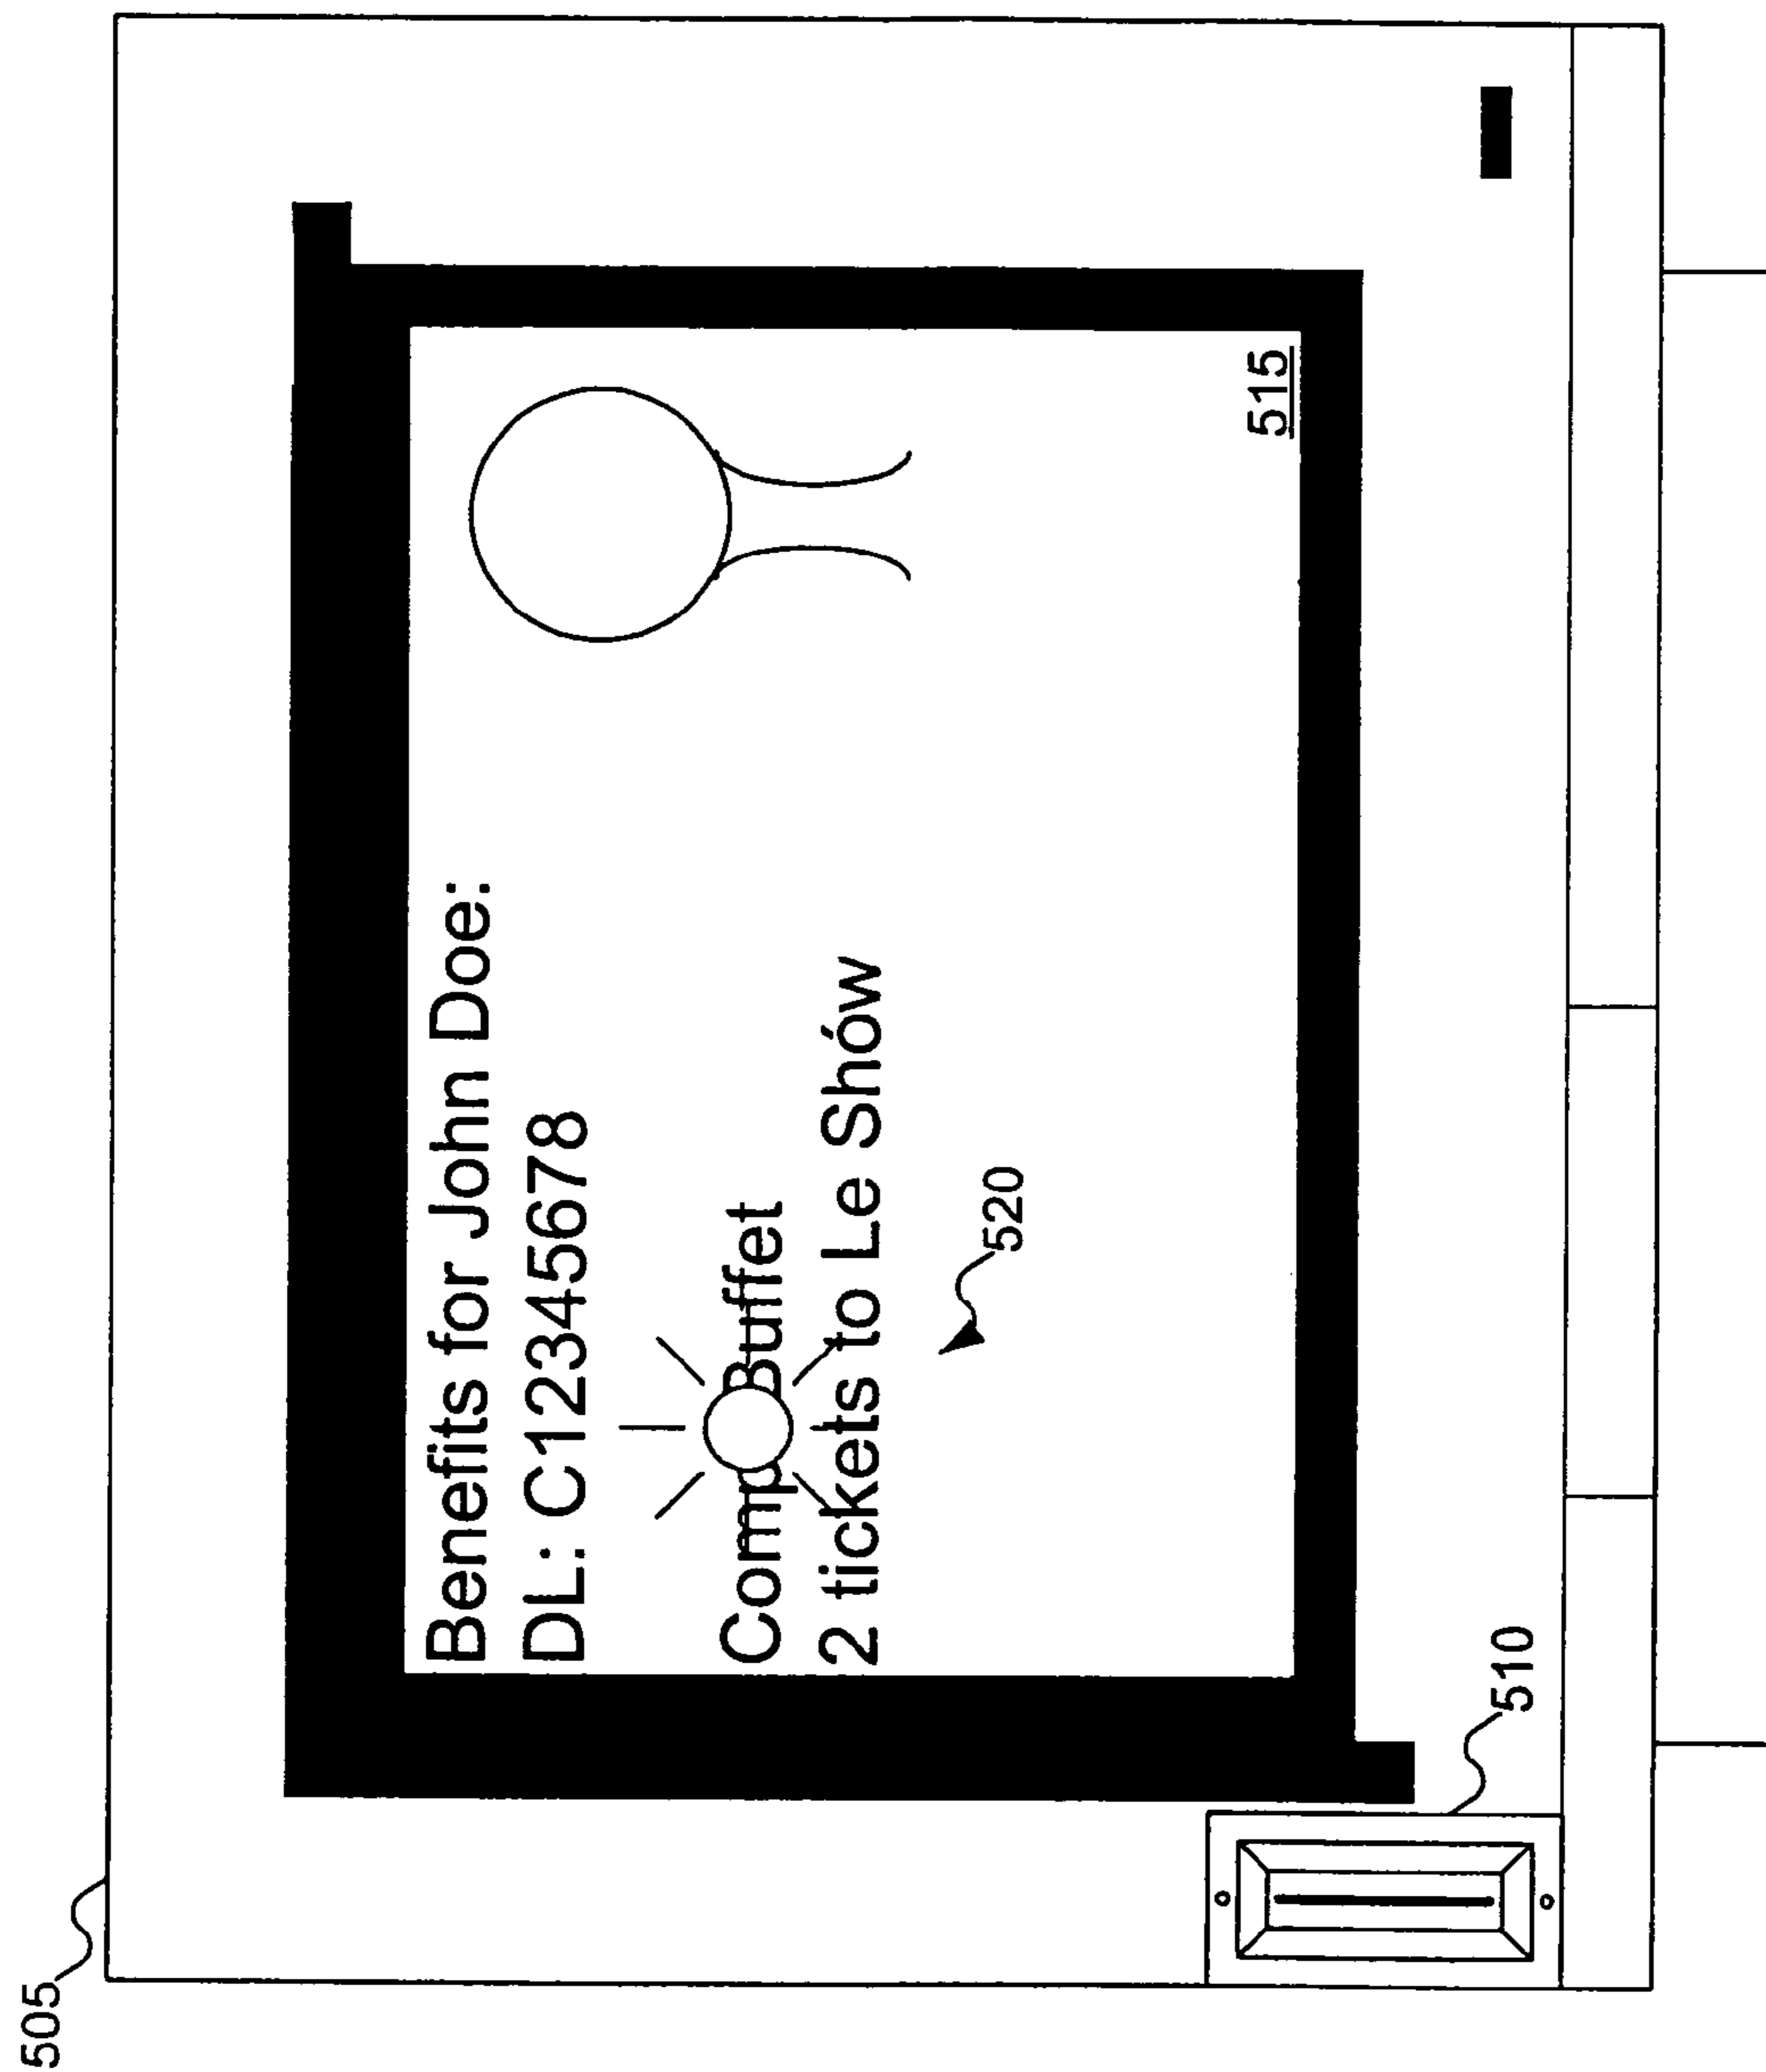 505
Benefits for John Doe:
DL: C12345678
Comp Buffet
2 tickets to Le Shów
520
515
510